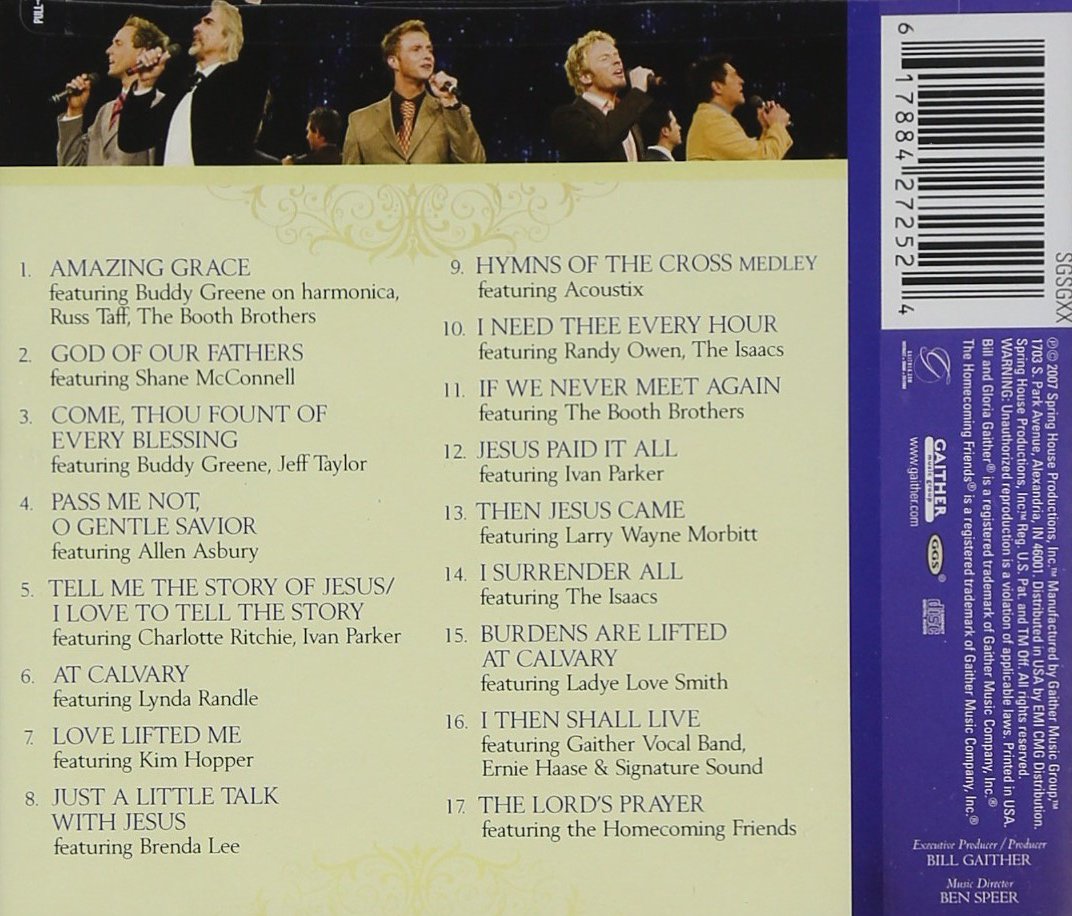 PULL
1. AMAZING GRACE
featuring Buddy Greene on harmonica,
Russ Taff, The Booth Brothers
2. GOD OF OUR FATHERS
featuring Shane McConnell
3. COME, THOU FOUNT OF
EVERY BLESSING
featuring Buddy Greene, Jeff Taylor
4. PASS ME NOT,
O GENTLE SAVIOR
featuring Allen Asbury
5. TELL ME THE STORY OF JESUS/
I LOVE TO TELL THE STORY
featuring Charlotte Ritchie, Ivan Parker
6. AT CALVARY
featuring Lynda Randle
7. LOVE LIFTED ME
featuring Kim Hopper
8. JUST A LITTLE TALK
WITH JESUS
featuring Brenda Lee
9. HYMNS OF THE CROSS MEDLEY
featuring Acoustix
10. I NEED THEE EVERY HOUR
featuring Randy Owen, The Isaacs
11. IF WE NEVER MEET AGAIN
featuring The Booth Brothers
12. JESUS PAID IT ALL
featuring Ivan Parker
13. THEN JESUS CAME
featuring Larry Wayne Morbitt
14. I SURRENDER ALL
featuring The Isaacs
15. BURDENS ARE LIFTED
AT CALVARY
featuring Ladye Love Smith
16. I THEN SHALL LIVE
featuring Gaither Vocal Band,
Ernie Haase & Signature Sound
17. THE LORD'S PRAYER
featuring the Homecoming Friends
6 17884 27252 4
SGSGXX
℗© 2007 Spring House Productions, Inc.™ Manufactured by Gaither Music Group,™
1703 S. Park Avenue, Alexandria, IN 46001. Distributed in USA by EMI CMG Distribution.
Spring House Productions, Inc.™ Reg. U.S. Pat. and TM Off. All rights reserved.
WARNING: Unauthorized reproduction is a violation of applicable laws. Printed in USA.
Bill and Gloria Gaither® is a registered trademark of Gaither Music Company, Inc.®
The Homecoming Friends® is a registered trademark of Gaither Music Company, Inc.®
GAITHER
music group
www.gaither.com
GGS®
disc
Executive Producer / Producer
BILL GAITHER
Music Director
BEN SPEER